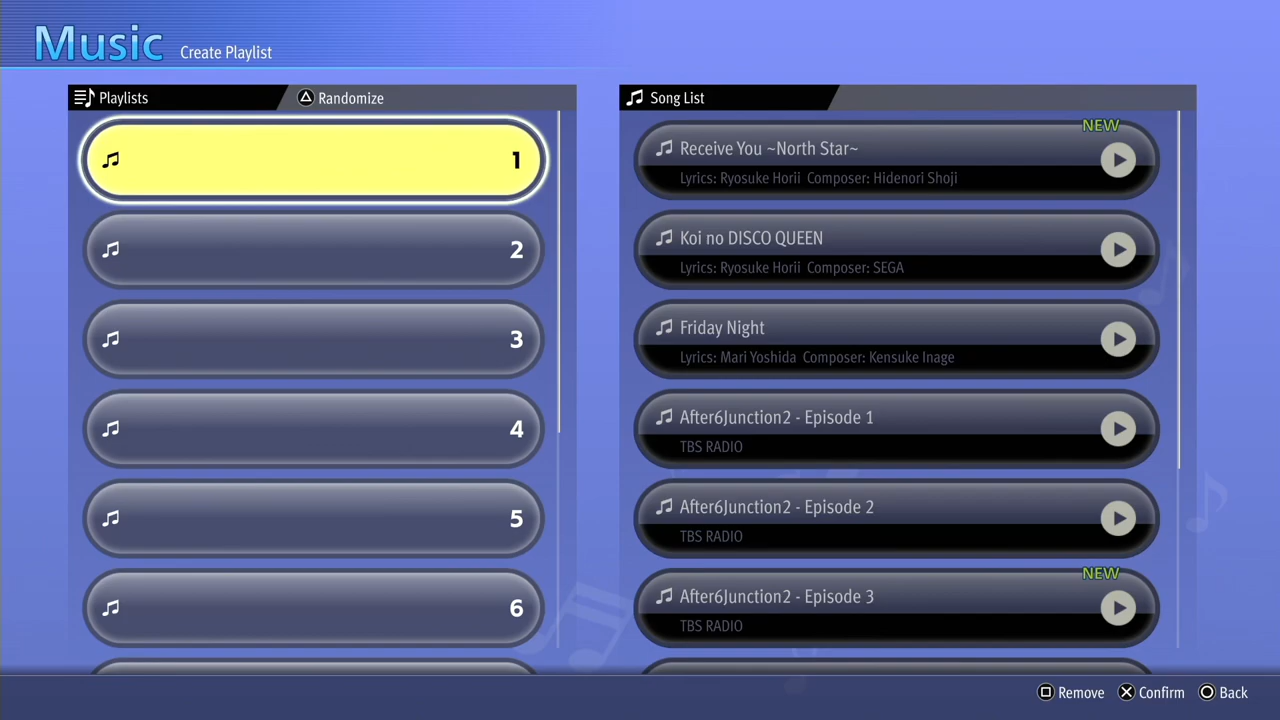 Music Create Playlist
Playlists
Randomize
1
2
3
4
5
6
Song List
NEW
Receive You ~North Star~
Lyrics: Ryosuke Horii Composer: Hidenori Shoji
Koi no DISCO QUEEN
Lyrics: Ryosuke Horii Composer: SEGA
Friday Night
Lyrics: Mari Yoshida Composer: Kensuke Inage
After6Junction2 - Episode 1
TBS RADIO
After6Junction2 - Episode 2
TBS RADIO
NEW
After6Junction2 - Episode 3
TBS RADIO
Remove Confirm Back